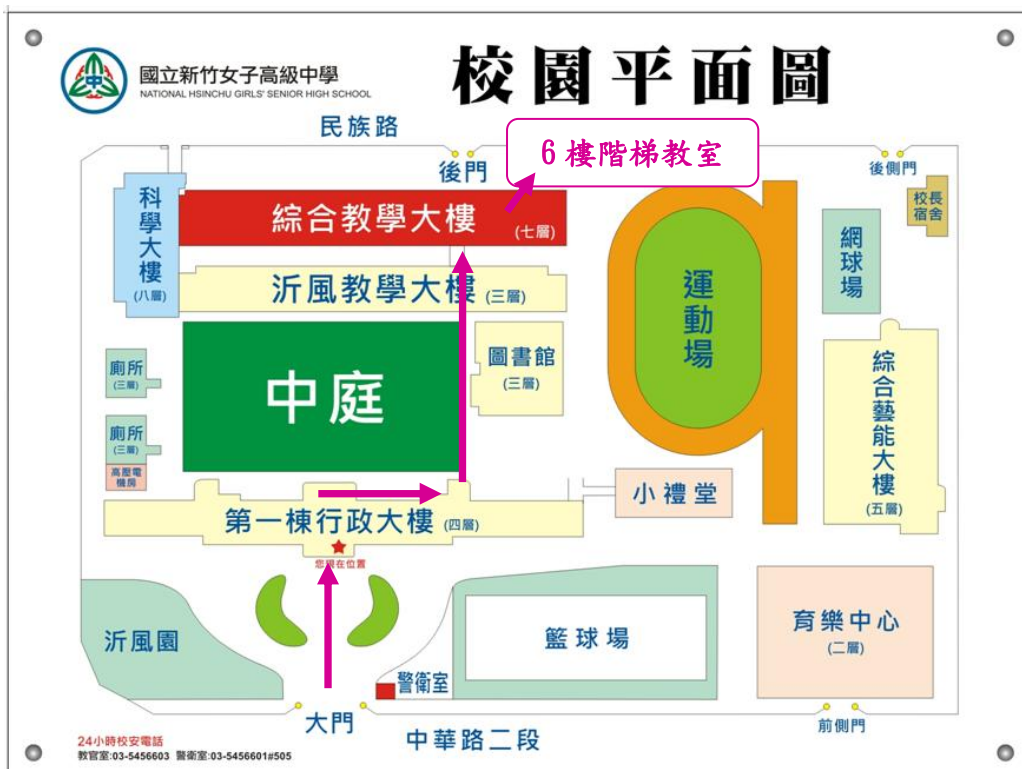 國立新竹女子高級中學
NATIONAL HSINCHU GIRLS' SENIOR HIGH SCHOOL
校園平面圖
民族路
後門
6樓階梯教室
後側門
科學大樓
(八層)
綜合教學大樓
(七層)
校長宿舍
網球場
沂風教學大樓
(三層)
運動場
中庭
圖書館
(三層)
廁所
(三層)
廁所
(三層)
高壓電機房
綜合藝能大樓
(五層)
小禮堂
第一棟行政大樓
(四層)
您現在位置
沂風園
籃球場
育樂中心
(二層)
警衛室
大門
前側門
中華路二段
24小時校安電話
教官室:03-5456603 警衛室:03-5456601#505